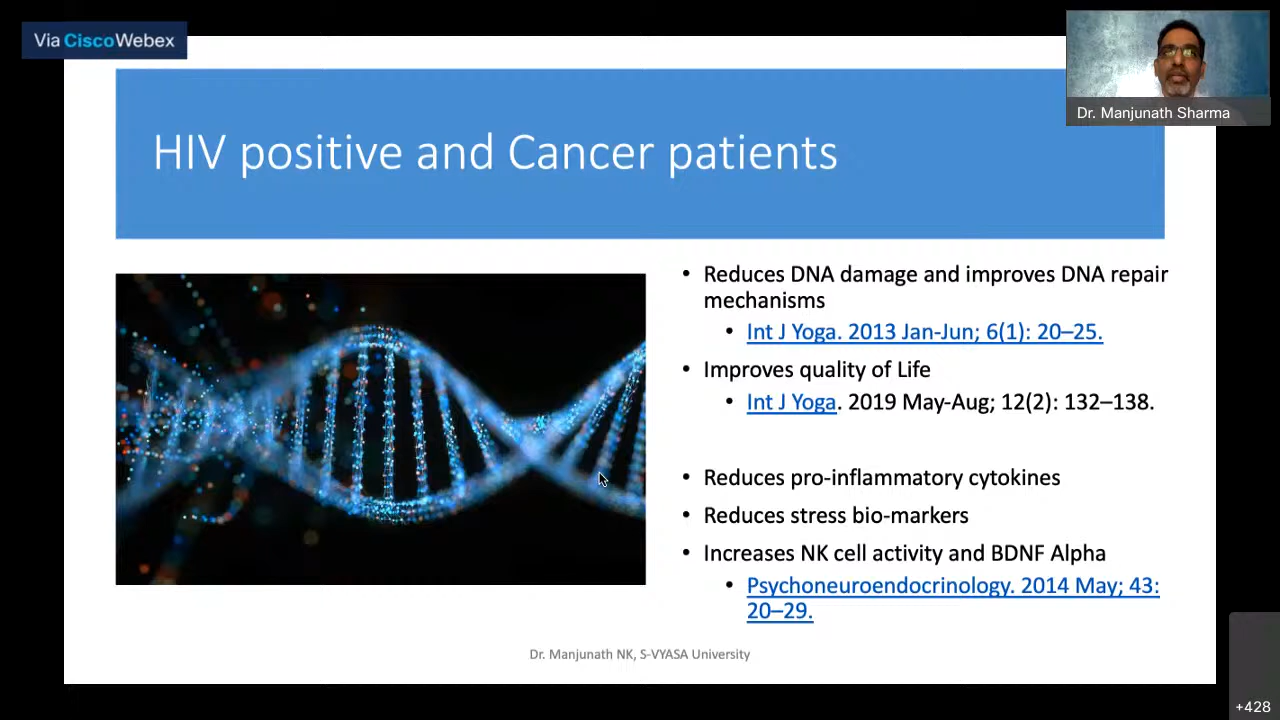 Via CiscoWebex
Dr. Manjunath Sharma
HIV positive and Cancer patients
• Reduces DNA damage and improves DNA repair
mechanisms
• Int J Yoga. 2013 Jan-Jun; 6(1): 20–25.
• Improves quality of Life
• Int J Yoga. 2019 May-Aug; 12(2): 132–138.
• Reduces pro-inflammatory cytokines
• Reduces stress bio-markers
• Increases NK cell activity and BDNF Alpha
• Psychoneuroendocrinology. 2014 May; 43:
20–29.
Dr. Manjunath NK, S-VYASA University
+428